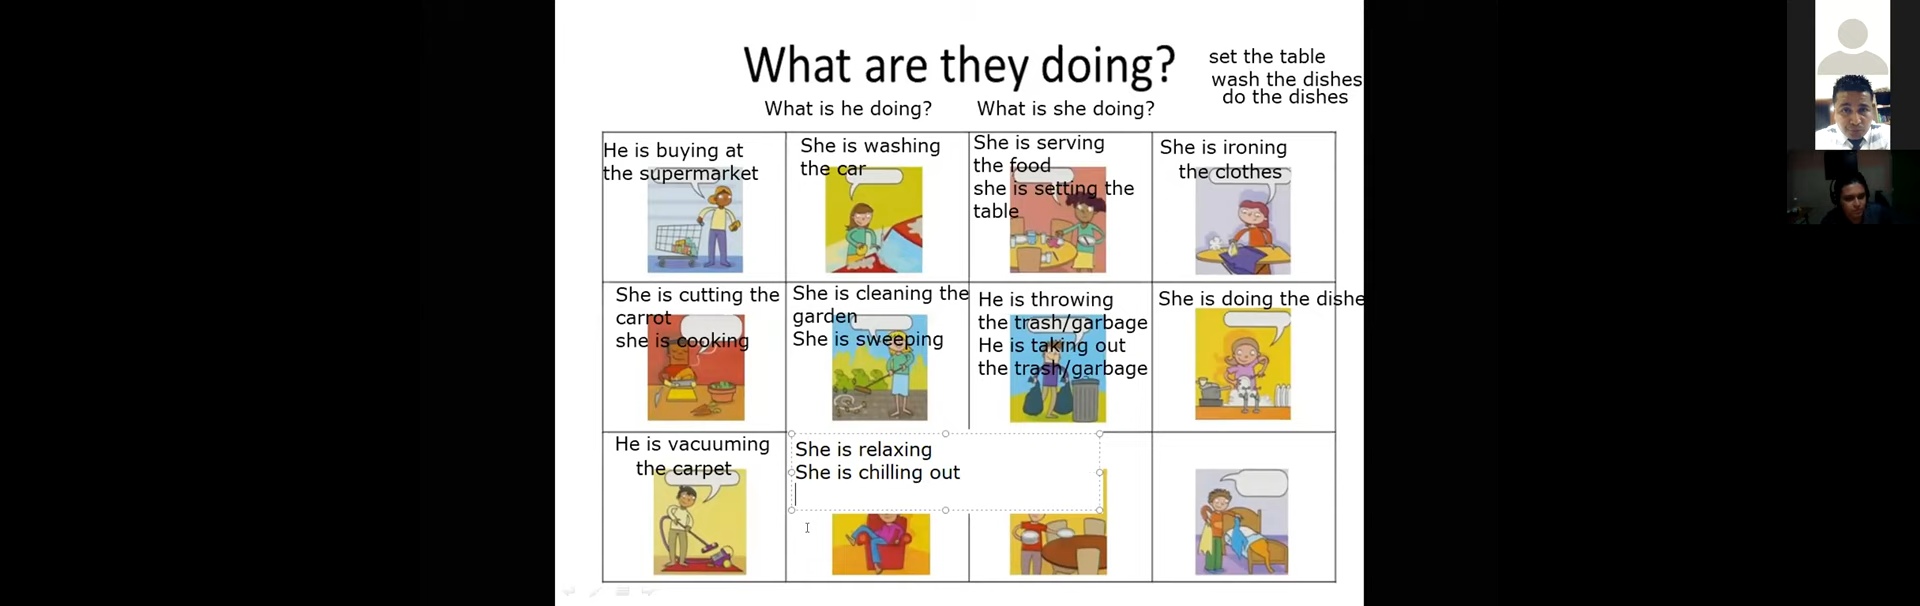 What are they doing?
set the table
wash the dishes
do the dishes
What is he doing?
What is she doing?
He is buying at
the supermarket
She is washing
the car
She is serving
the food
she is setting the
table
She is ironing
the clothes
She is cutting the
carrot
she is cooking
She is cleaning the
garden
She is sweeping
He is throwing
the trash/garbage
He is taking out
the trash/garbage
She is doing the dishe
He is vacuuming
the carpet
She is relaxing
She is chilling out